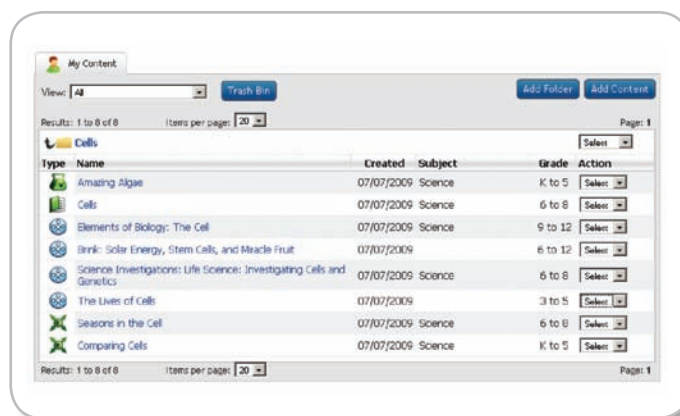 My Content
View: All Trash Bin Add Folder Add Content
Results: 1 to 8 of 8 Items per page: 20 Page: 1
Cells Select
Type Name Created Subject Grade Action
Amazing Algae 07/07/2009 Science K to 5 Select
Cells 07/07/2009 Science 6 to 8 Select
Elements of Biology: The Cell 07/07/2009 Science 9 to 12 Select
Brink: Solar Energy, Stem Cells, and Miracle Fruit 07/07/2009 6 to 12 Select
Science Investigations: Life Science: Investigating Cells and
Genetics 07/07/2009 Science 6 to 8 Select
The Lives of Cells 07/07/2009 3 to 5 Select
Seasons in the Cell 07/07/2009 Science 6 to 8 Select
Comparing Cells 07/07/2009 Science K to 5 Select
Results: 1 to 8 of 8 Items per page: 20 Page: 1